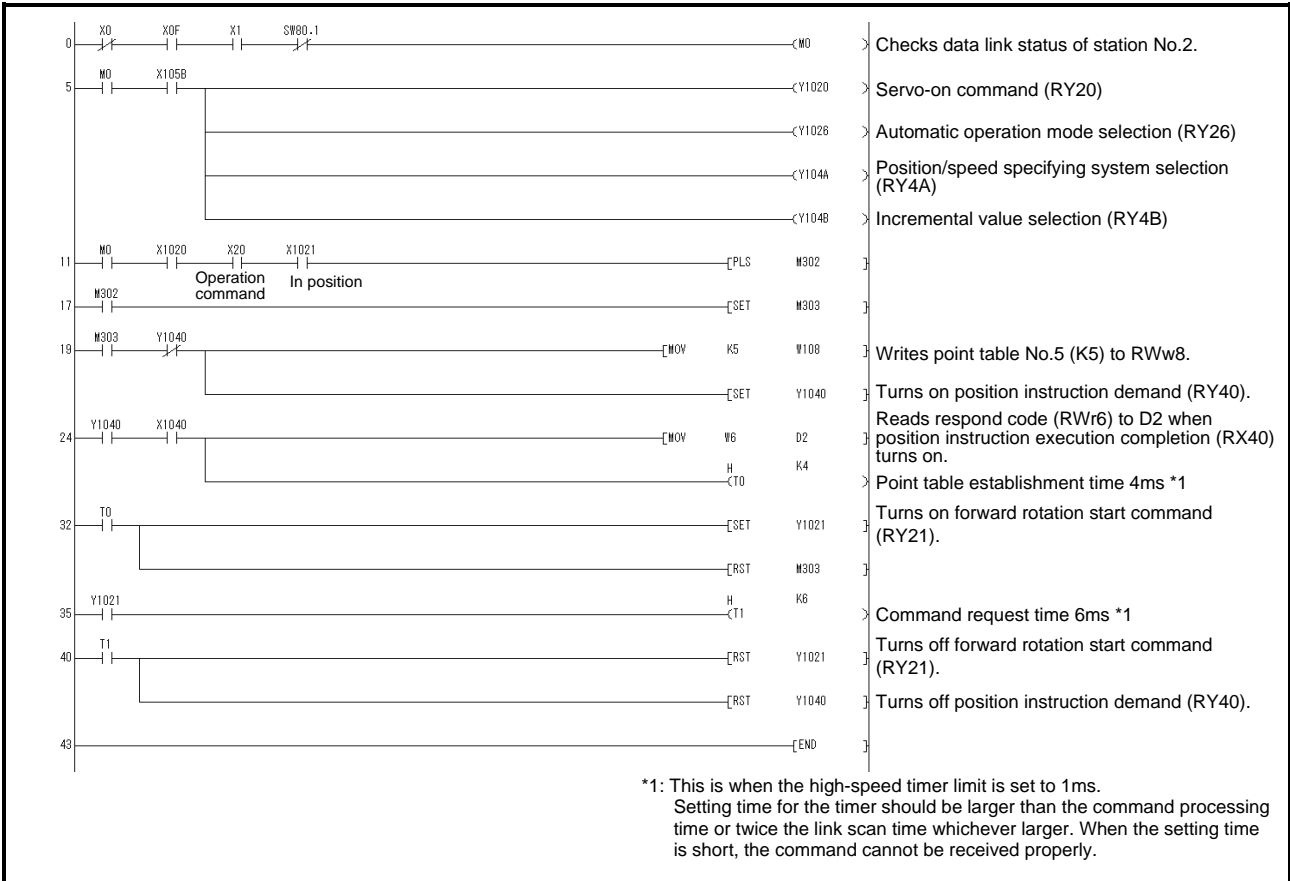 X0 X0F X1 SW80.1
0 (M0 ) Checks data link status of station No.2.
M0 X105B
5 (Y1020 ) Servo-on command (RY20)
(Y1026 ) Automatic operation mode selection (RY26)
(Y104A ) Position/speed specifying system selection
(RY4A)
(Y104B ) Incremental value selection (RY4B)
M0 X1020 X20 X1021
11 [PLS M302 ]
Operation
command
In position
M302
17 [SET M303 ]
M303 Y1040
19 [MOV K5 W108 ] Writes point table No.5 (K5) to RWw8.
[SET Y1040 ] Turns on position instruction demand (RY40).
Y1040 X1040
24 [MOV W6 D2 ] Reads respond code (RWr6) to D2 when
position instruction execution completion (RX40)
turns on.
H K4
(T0 ) Point table establishment time 4ms *1
T0
32 [SET Y1021 ] Turns on forward rotation start command
(RY21).
[RST M303 ]
Y1021 H K6
35 (T1 ) Command request time 6ms *1
T1
40 [RST Y1021 ] Turns off forward rotation start command
(RY21).
[RST Y1040 ] Turns off position instruction demand (RY40).
43 [END ]
*1: This is when the high-speed timer limit is set to 1ms.
Setting time for the timer should be larger than the command processing
time or twice the link scan time whichever larger. When the setting time
is short, the command cannot be received properly.